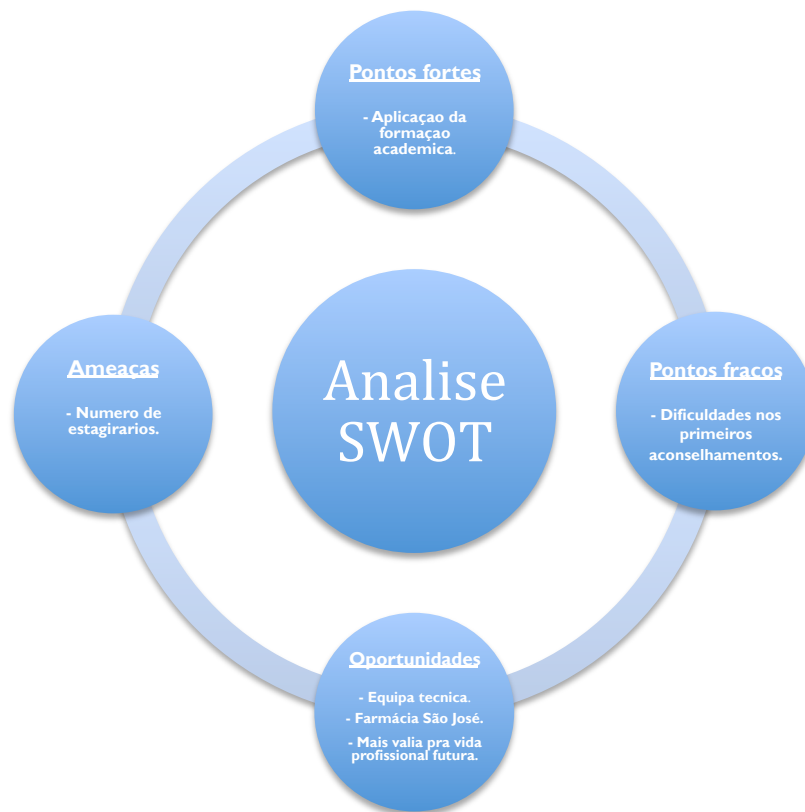 Pontos fortes
- Aplicaçao da
formaçao
academica.
Ameaças
- Numero de
estagirarios.
Analise
SWOT
Pontos fracos
- Dificuldades nos
primeiros
aconselhamentos.
Oportunidades
- Equipa tecnica.
- Farmácia São José.
- Mais valia pra vida
profissional futura.